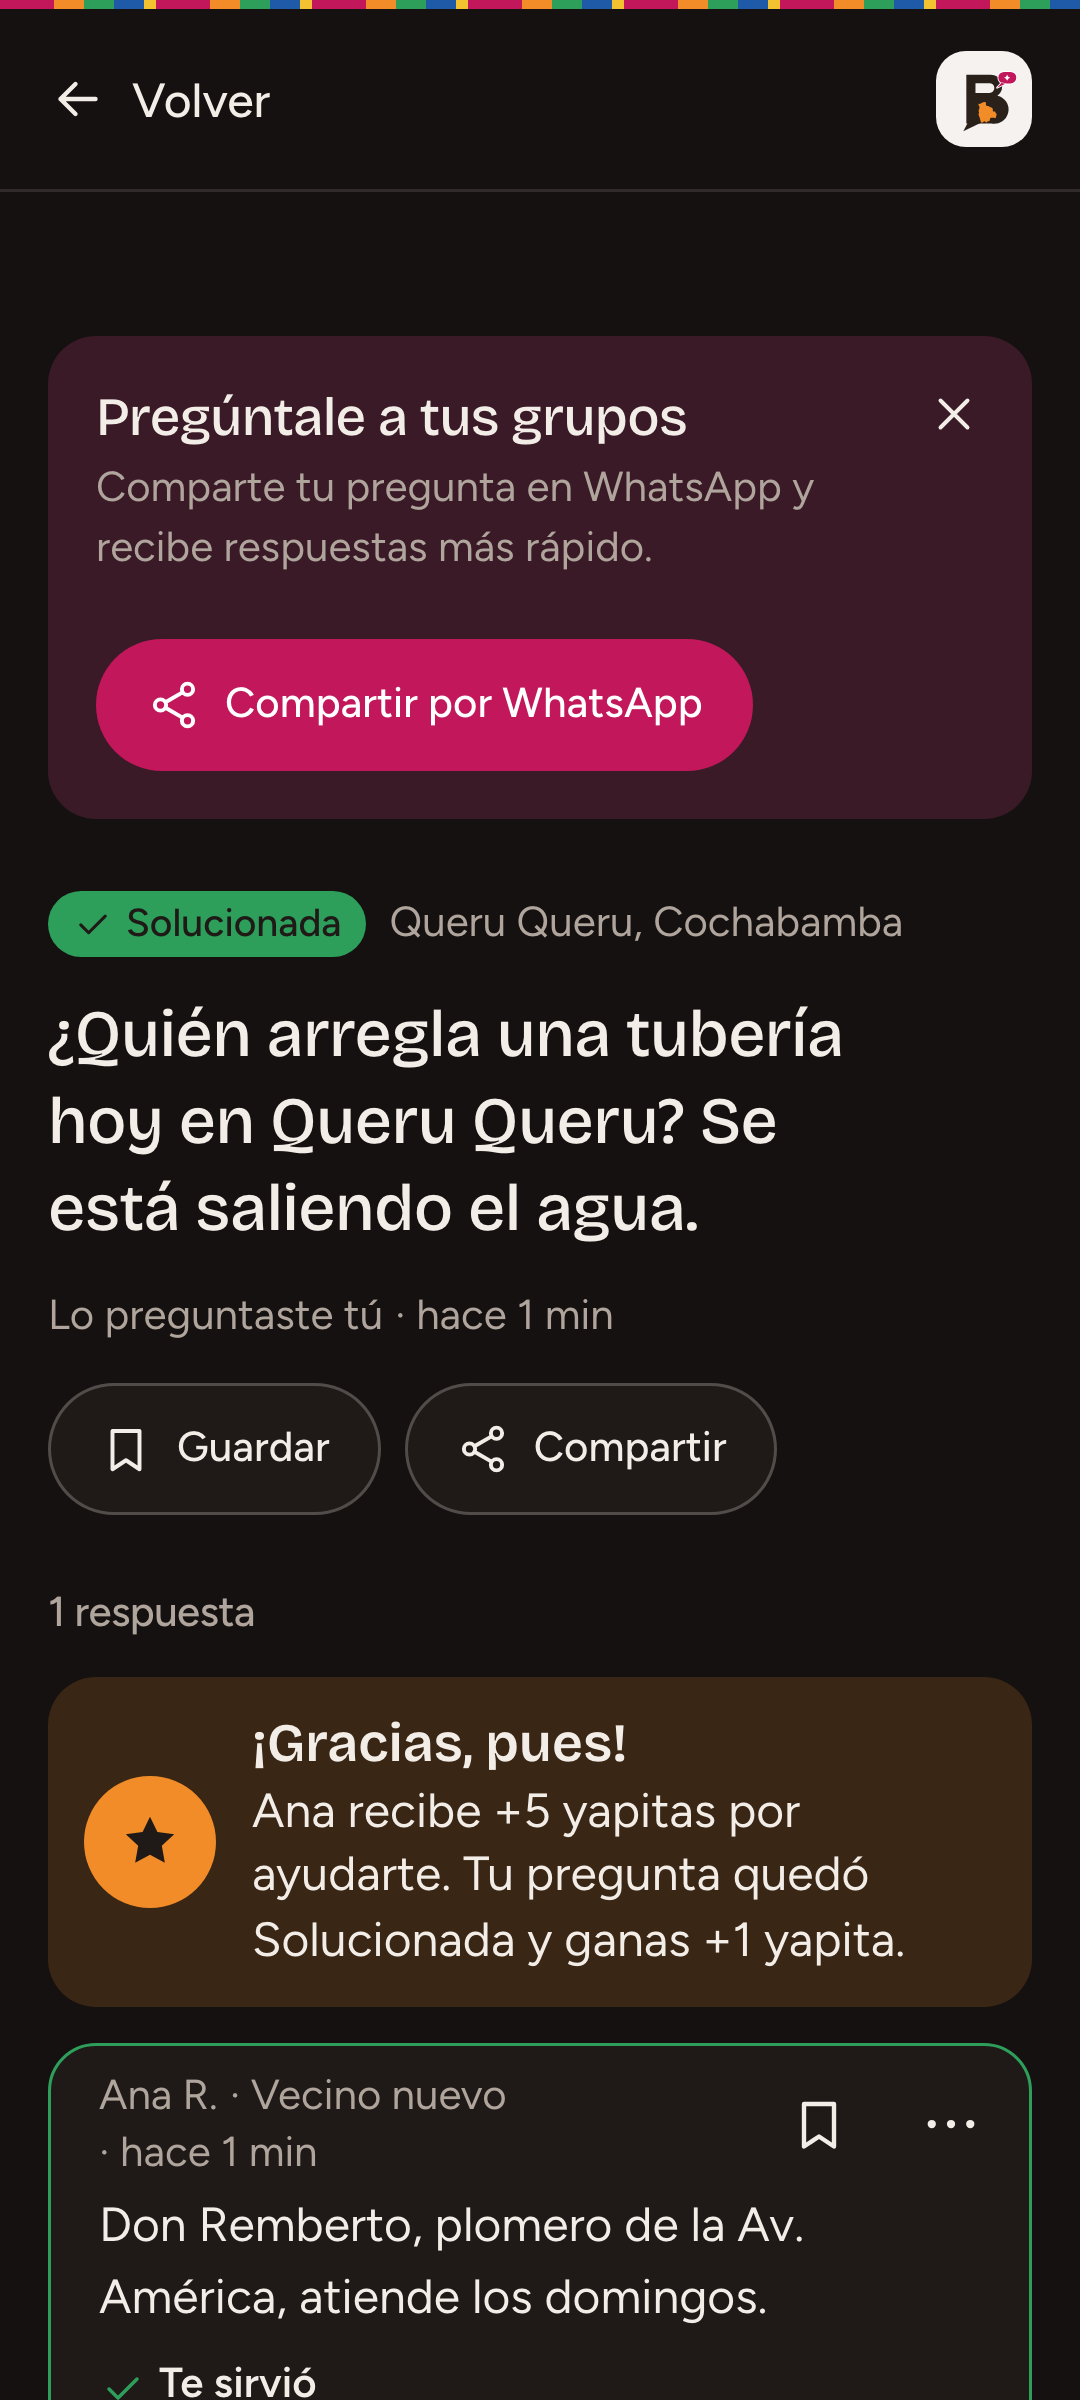 Volver
B
Pregúntale a tus grupos
Comparte tu pregunta en WhatsApp y
recibe respuestas más rápido.
Compartir por WhatsApp
Solucionada
Queru Queru, Cochabamba
¿Quién arregla una tubería
hoy en Queru Queru? Se
está saliendo el agua.
Lo preguntaste tú · hace 1 min
Guardar
Compartir
1 respuesta
¡Gracias, pues!
Ana recibe +5 yapitas por
ayudarte. Tu pregunta quedó
Solucionada y ganas +1 yapita.
Ana R. · Vecino nuevo
· hace 1 min
Don Remberto, plomero de la Av.
América, atiende los domingos.
Te sirvió